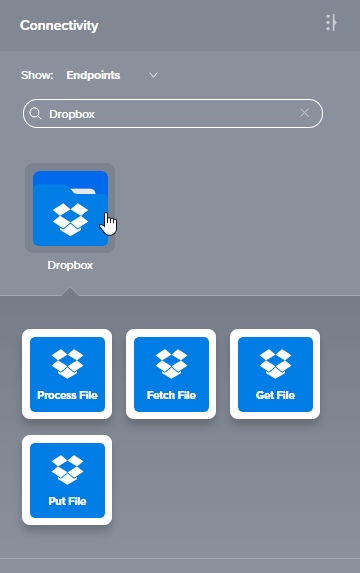 Connectivity
Show: Endpoints
Dropbox
Dropbox
Process File
Fetch File
Get File
Put File